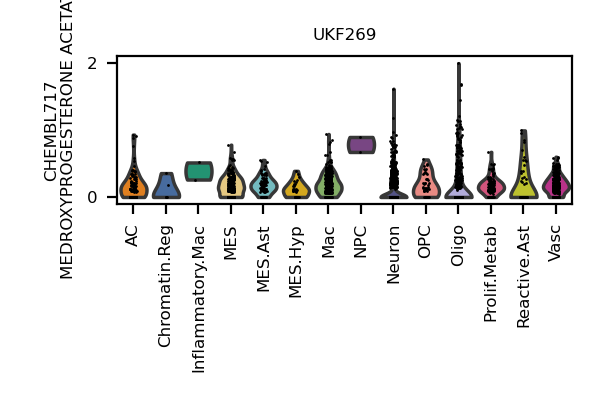 UKF269
CHEMBL717
MEDROXYPROGESTERONE ACETAT
2
0
AC
Chromatin.Reg
Inflammatory.Mac
MES
MES.Ast
MES.Hyp
Mac
NPC
Neuron
OPC
Oligo
Prolif.Metab
Reactive.Ast
Vasc